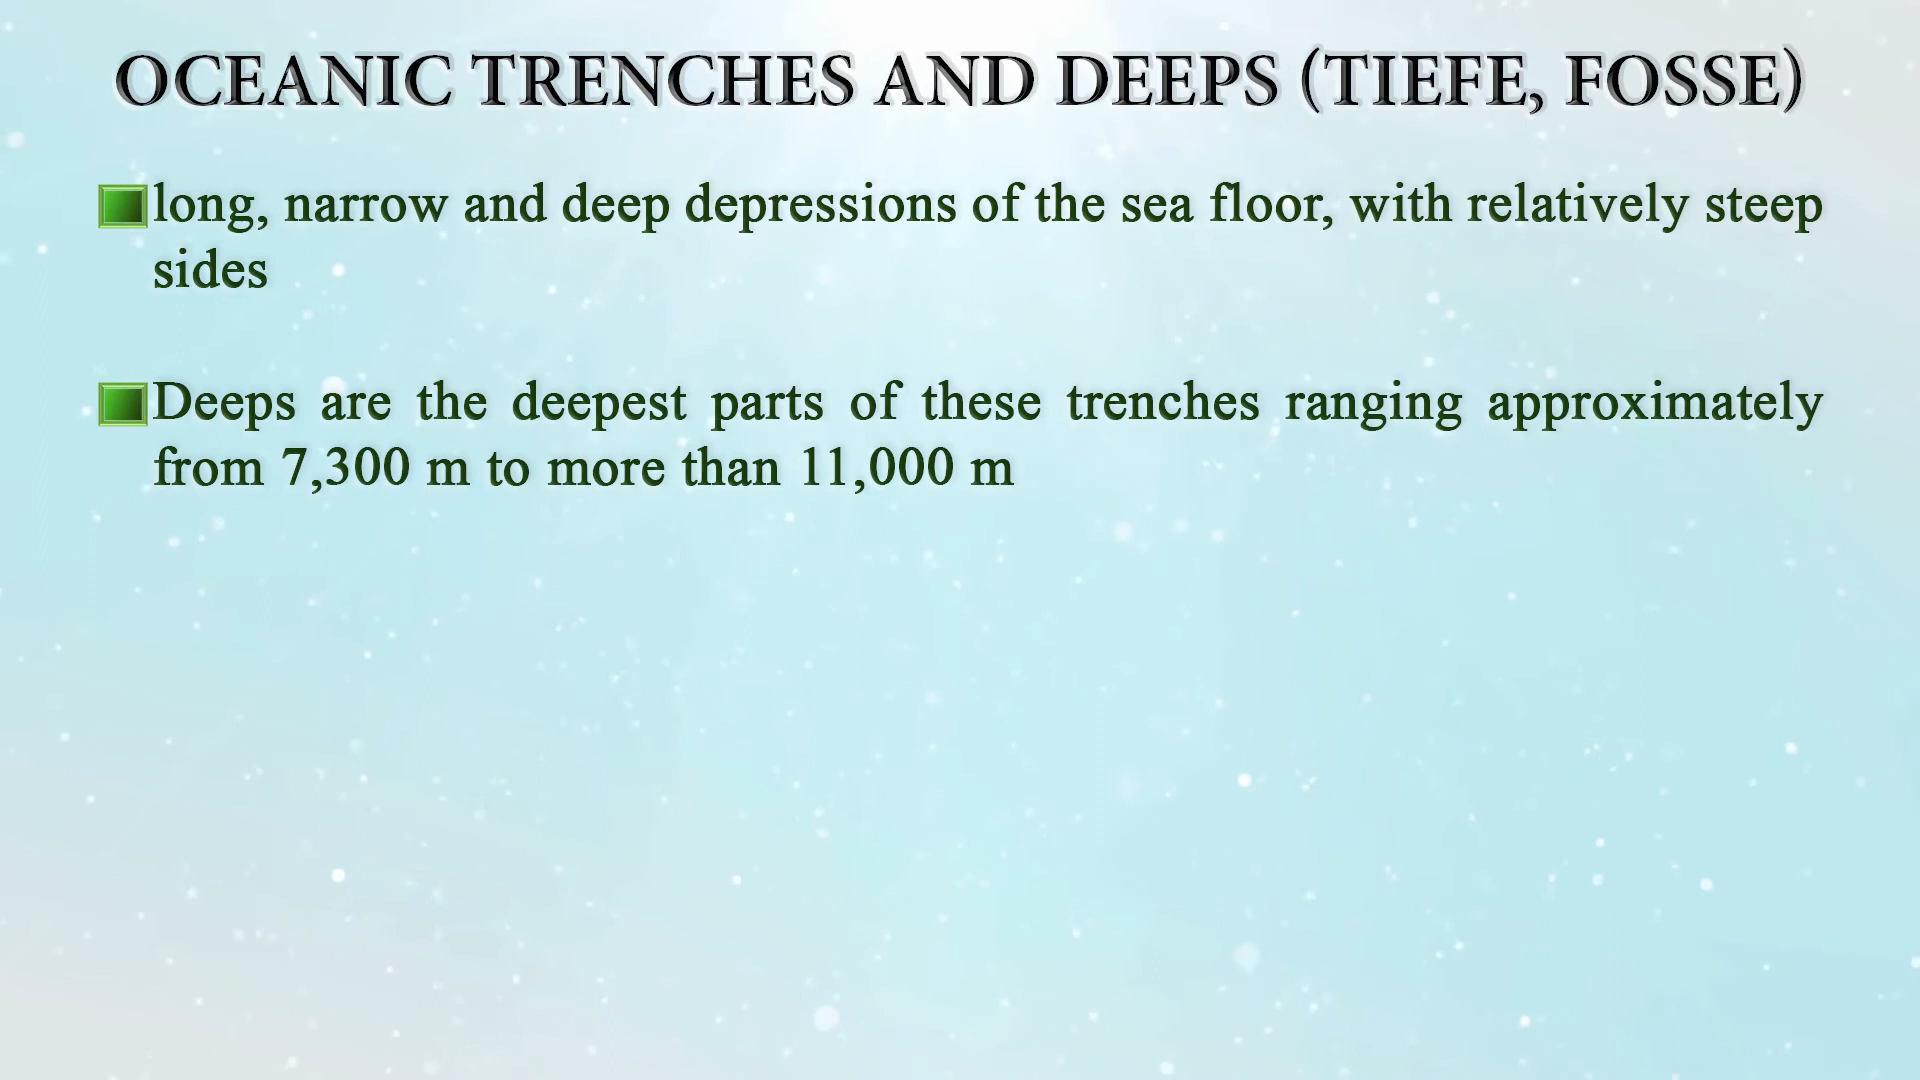 OCEANIC TRENCHES AND DEEPS (TIEFE, FOSSE)
long, narrow and deep depressions of the sea floor, with relatively steep
sides
Deeps are the deepest parts of these trenches ranging approximately
from 7,300 m to more than 11,000 m